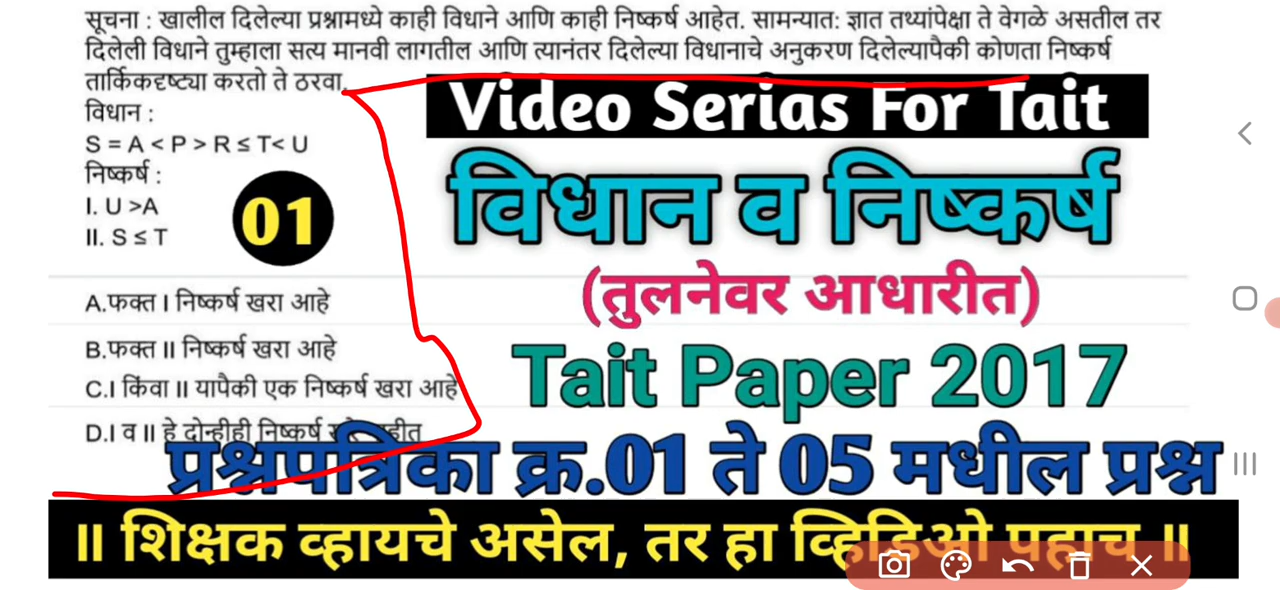 सूचना : खालील दिलेल्या प्रश्नामध्ये काही विधाने आणि काही निष्कर्ष आहेत. सामन्यात: ज्ञात तथ्यांपेक्षा ते वेगळे असतील तर
दिलेली विधाने तुम्हाला सत्य मानवी लागतील आणि त्यानंतर दिलेल्या विधानाचे अनुकरण दिलेल्यापैकी कोणता निष्कर्ष
तार्किकदृष्ट्या करतो ते ठरवा.
विधान :
S = A < P > R ≤ T< U
निष्कर्ष :
I. U >A
II. S ≤ T
01
A.फक्त I निष्कर्ष खरा आहे
B.फक्त II निष्कर्ष खरा आहे
C.I किंवा II यापैकी एक निष्कर्ष खरा आहे
D.I व II हे दोन्हीही निष्कर्ष
Video Serias For Tait
विधान व निष्कर्ष
(तुलनेवर आधारीत)
Tait Paper 2017
प्रश्नपत्रिका क्र.01 ते 05 मधील प्रश्न
॥ शिक्षक व्हायचे असेल, तर हा व्हिडिओ पहाच ॥